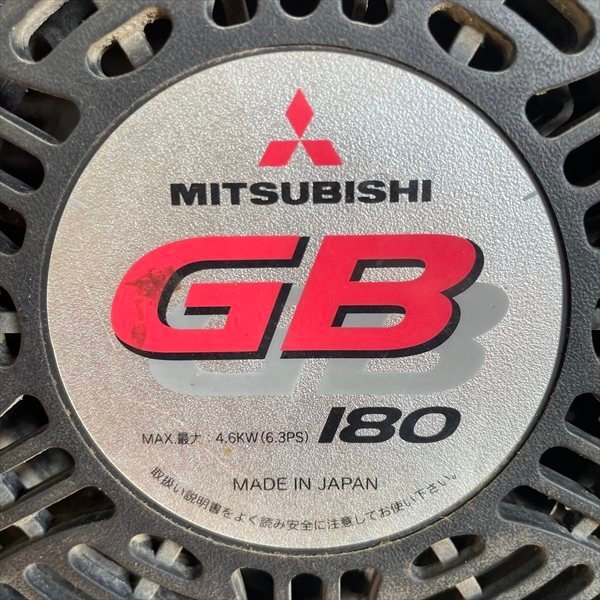 MITSUBISHI
GB
180
MAX.最大 : 4.6KW(6.3PS)
MADE IN JAPAN
取扱い説明書をよく読み安全に注意してお使い下さい。